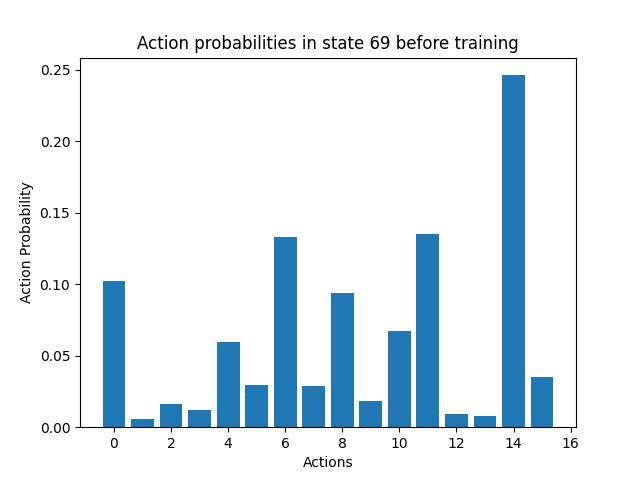 Action probabilities in state 69 before training
0.25
0.20
0.15
0.10
0.05
0.00
Action Probability
0 2 4 6 8 10 12 14 16
Actions